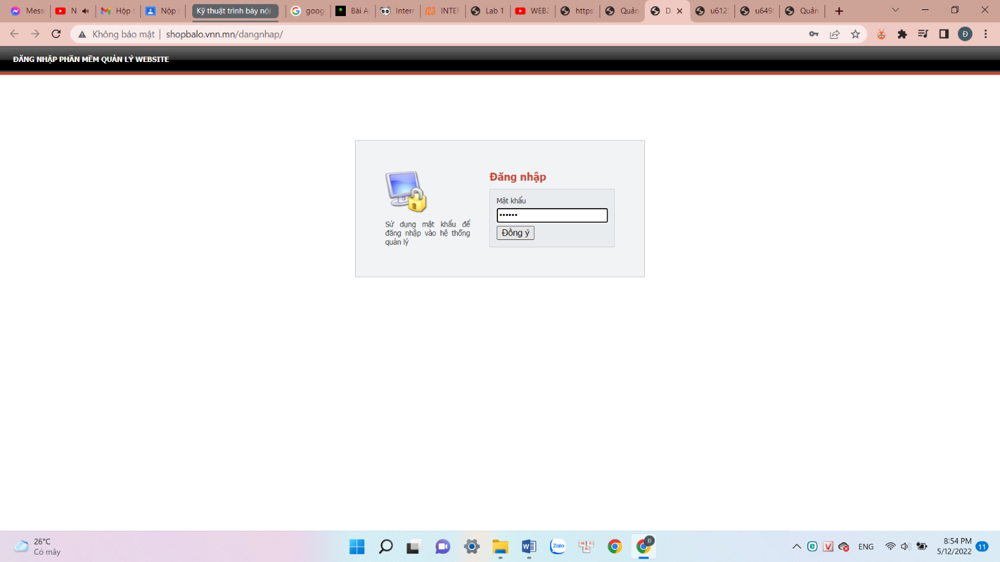 Mess
N
Hộp t
Nộp
Kỹ thuật trình bày nội
goog
Bài A
Intern
INTER
Lab 1
WEB2
https:
Quản
D
u612
u649
Quản
Không bảo mật | shopbalo.vnn.mn/dangnhap/
Đ
ĐĂNG NHẬP PHẦN MỀM QUẢN LÝ WEBSITE
Sử dụng mật khẩu để
đăng nhập vào hệ thống
quản lý
Đăng nhập
Mật khẩu
••••••
Đồng ý
26°C
Có mây
Zalo
Đ
ENG
8:54 PM
5/12/2022
11